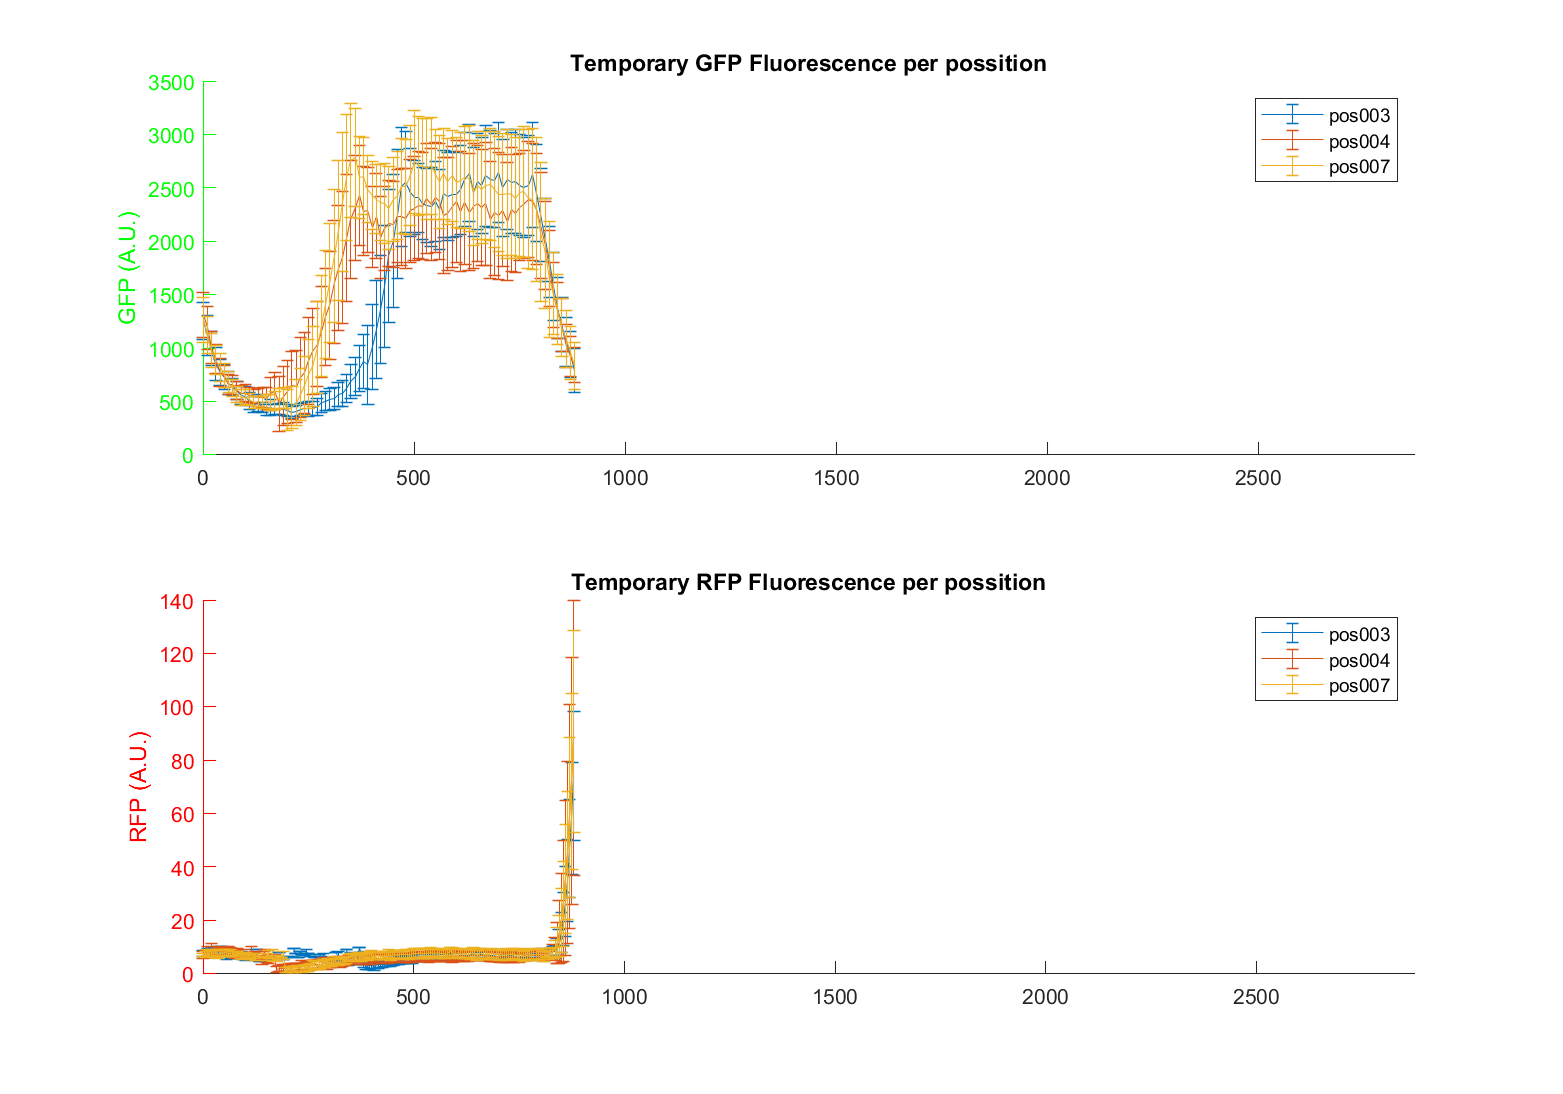 Temporary GFP Fluorescence per possition
GFP (A.U.)
3500
3000
2500
2000
1500
1000
500
0
0 500 1000 1500 2000 2500
pos003
pos004
pos007
Temporary RFP Fluorescence per possition
RFP (A.U.)
140
120
100
80
60
40
20
0
0 500 1000 1500 2000 2500
pos003
pos004
pos007